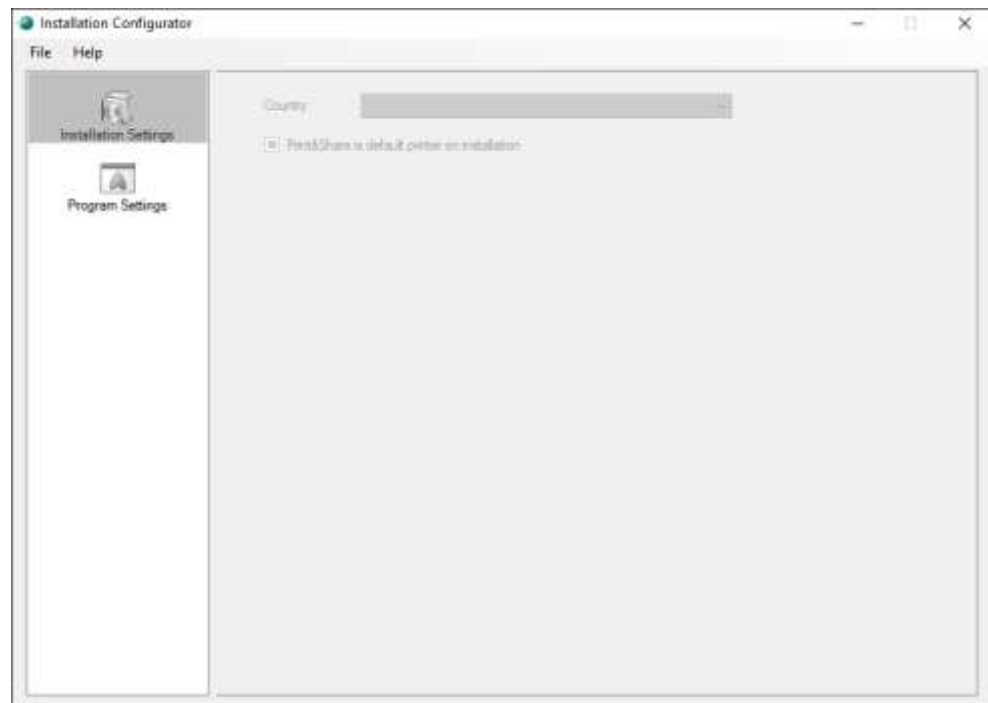 Installation Configurator
File Help
Installation Settings
Program Settings
Country
Print&Share is default printer on installation